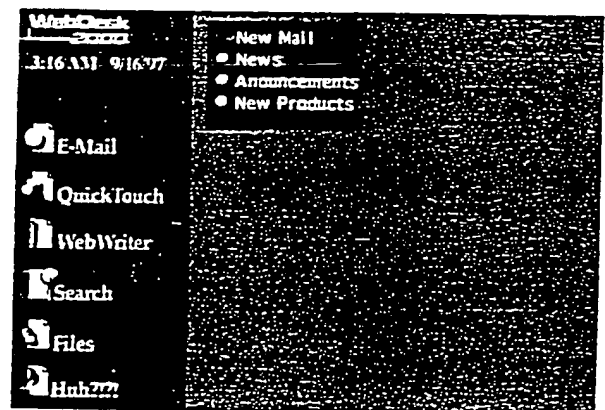 WebDesk
2000
3:16 AM 9/16/97
E-Mail
QuickTouch
WebWriter
Search
Files
Huh?!?!
New Mail
News
Anouncements
New Products